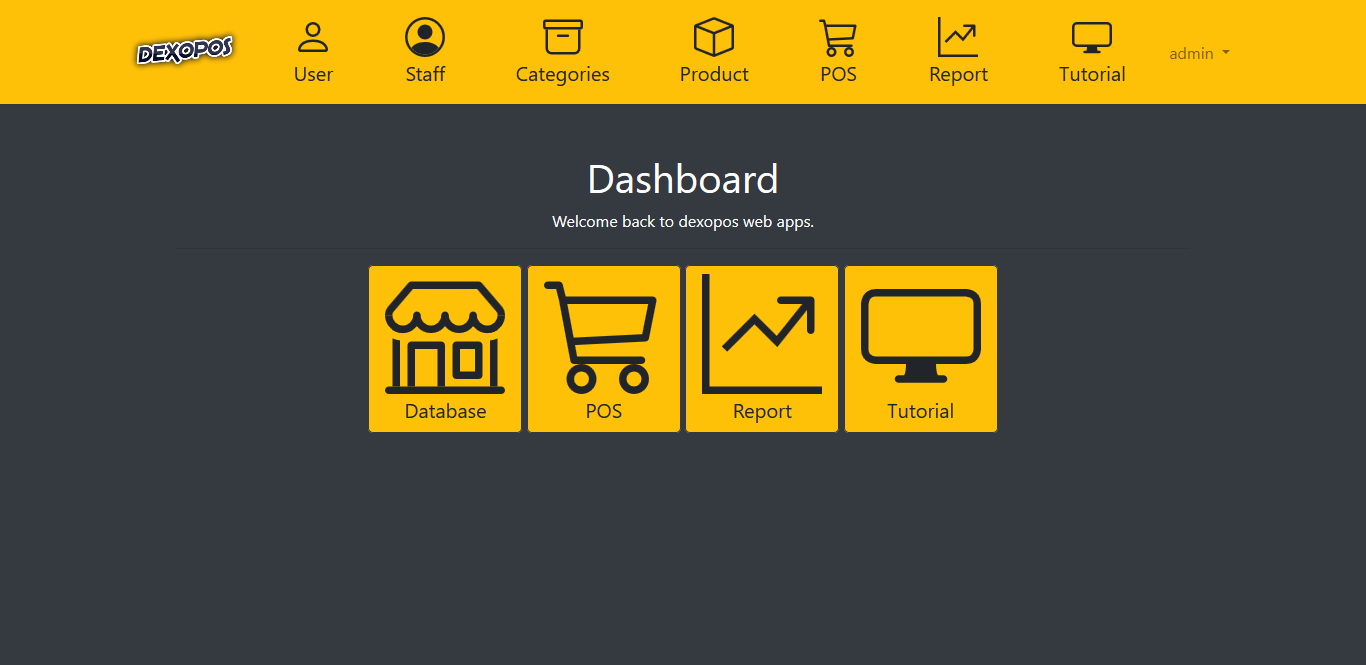 DEXOPOS
User
Staff
Categories
Product
POS
Report
Tutorial
admin
Dashboard
Welcome back to dexopos web apps.
Database
POS
Report
Tutorial